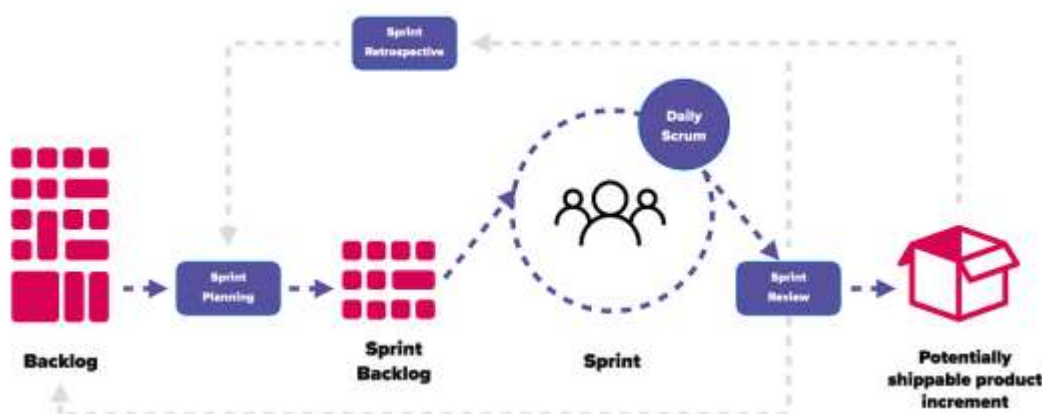 Sprint
Retrospective
Daily
Scrum
Sprint
Planning
Sprint
Review
Backlog
Sprint
Backlog
Sprint
Potentially
shippable product
increment